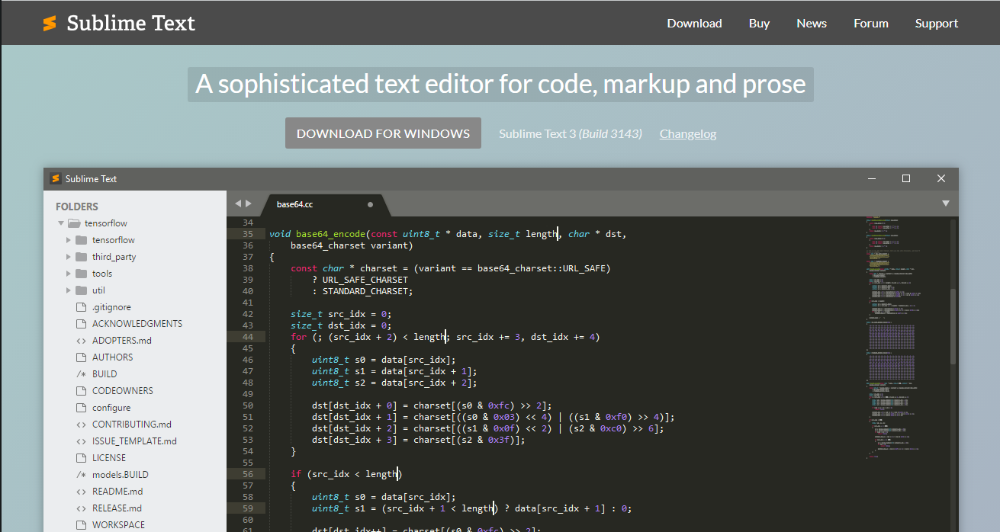 Sublime Text
Download Buy News Forum Support
A sophisticated text editor for code, markup and prose
DOWNLOAD FOR WINDOWS Sublime Text 3 (Build 3143) Changelog
Sublime Text
FOLDERS
tensorflow
tensorflow
third_party
tools
util
.gitignore
ACKNOWLEDGMENTS
<> ADOPTERS.md
AUTHORS
/* BUILD
CODEOWNERS
configure
<> CONTRIBUTING.md
<> ISSUE_TEMPLATE.md
LICENSE
/* models.BUILD
<> README.md
<> RELEASE.md
WORKSPACE
base64.cc
34
35 void base64_encode(const uint8_t * data, size_t length, char * dst,
36     base64_charset variant)
37 {
38     const char * charset = (variant == base64_charset::URL_SAFE)
39         ? URL_SAFE_CHARSET
40         : STANDARD_CHARSET;
41
42     size_t src_idx = 0;
43     size_t dst_idx = 0;
44     for (; (src_idx + 2) < length; src_idx += 3, dst_idx += 4)
45     {
46         uint8_t s0 = data[src_idx];
47         uint8_t s1 = data[src_idx + 1];
48         uint8_t s2 = data[src_idx + 2];
49
50         dst[dst_idx + 0] = charset[(s0 & 0xfc) >> 2];
51         dst[dst_idx + 1] = charset[((s0 & 0x03) << 4) | ((s1 & 0xf0) >> 4)];
52         dst[dst_idx + 2] = charset[((s1 & 0x0f) << 2) | (s2 & 0xc0) >> 6];
53         dst[dst_idx + 3] = charset[(s2 & 0x3f)];
54     }
55
56     if (src_idx < length)
57     {
58         uint8_t s0 = data[src_idx];
59         uint8_t s1 = (src_idx + 1 < length) ? data[src_idx + 1] : 0;
60
61         dst[dst_idx++] = charset[(s0 & 0xfc) >> 2];